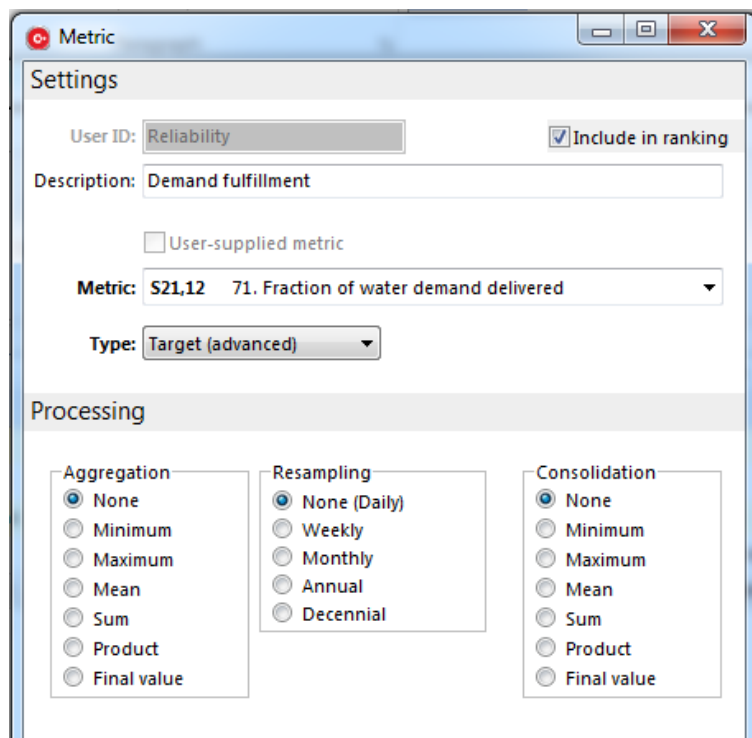 Metric
Settings
User ID: Reliability
Include in ranking
Description: Demand fulfillment
User-supplied metric
Metric: S21,12 71. Fraction of water demand delivered
Type: Target (advanced)
Processing
Aggregation
None
Minimum
Maximum
Mean
Sum
Product
Final value
Resampling
None (Daily)
Weekly
Monthly
Annual
Decennial
Consolidation
None
Minimum
Maximum
Mean
Sum
Product
Final value